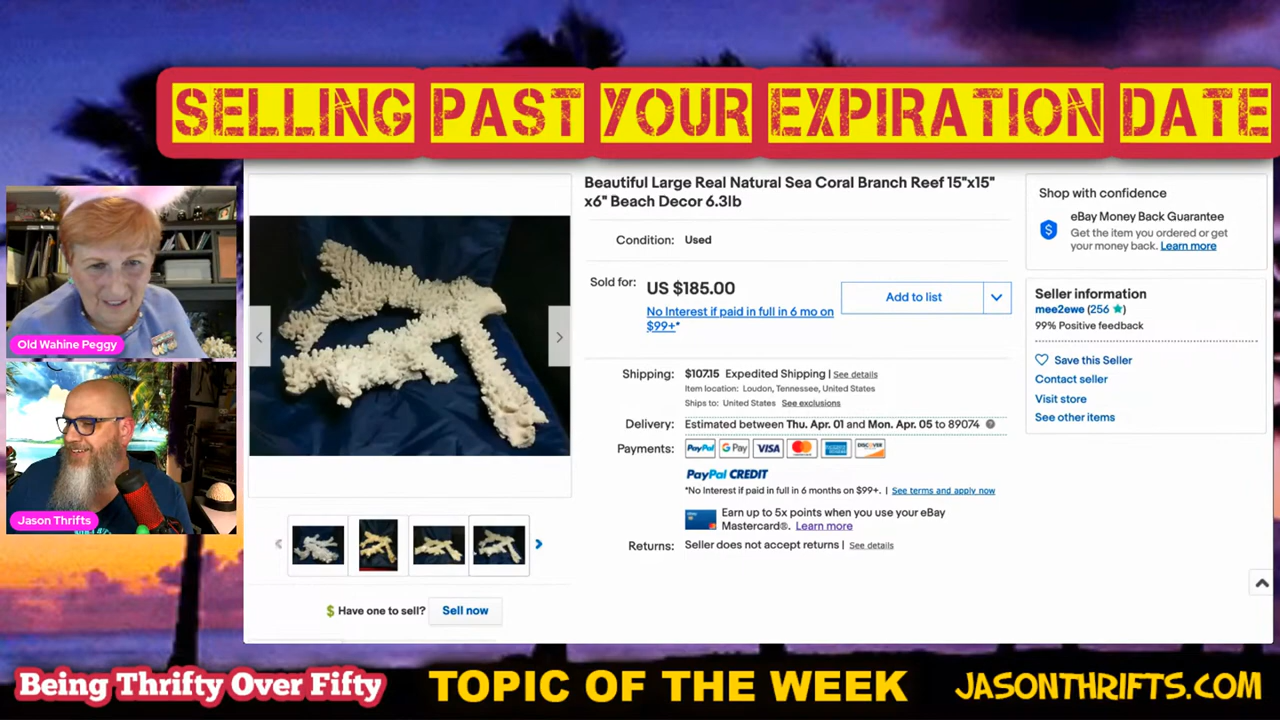 SELLING PAST YOUR EXPIRATION DATE
Beautiful Large Real Natural Sea Coral Branch Reef 15"x15"
x6" Beach Decor 6.3lb
Condition: Used
Sold for: US $185.00
No Interest if paid in full in 6 mo on
$99+*
Add to list
Shipping: $107.15 Expedited Shipping | See details
Item location: Loudon, Tennessee, United States
Ships to: United States See exclusions
Delivery: Estimated between Thu. Apr. 01 and Mon. Apr. 05 to 89074
Payments: PayPal G Pay VISA mastercard AMERICAN EXPRESS DISCOVER
PayPal CREDIT
*No Interest if paid in full in 6 months on $99+. | See terms and apply now
Earn up to 5x points when you use your eBay
Mastercard®. Learn more
Returns: Seller does not accept returns | See details
Shop with confidence
eBay Money Back Guarantee
Get the item you ordered or get
your money back. Learn more
Seller information
mee2ewe (256 ★)
99% Positive feedback
Save this Seller
Contact seller
Visit store
See other items
$ Have one to sell? Sell now
Old Wahine Peggy
Jason Thrifts
Being Thrifty Over Fifty
TOPIC OF THE WEEK
JASONTHRIFTS.COM